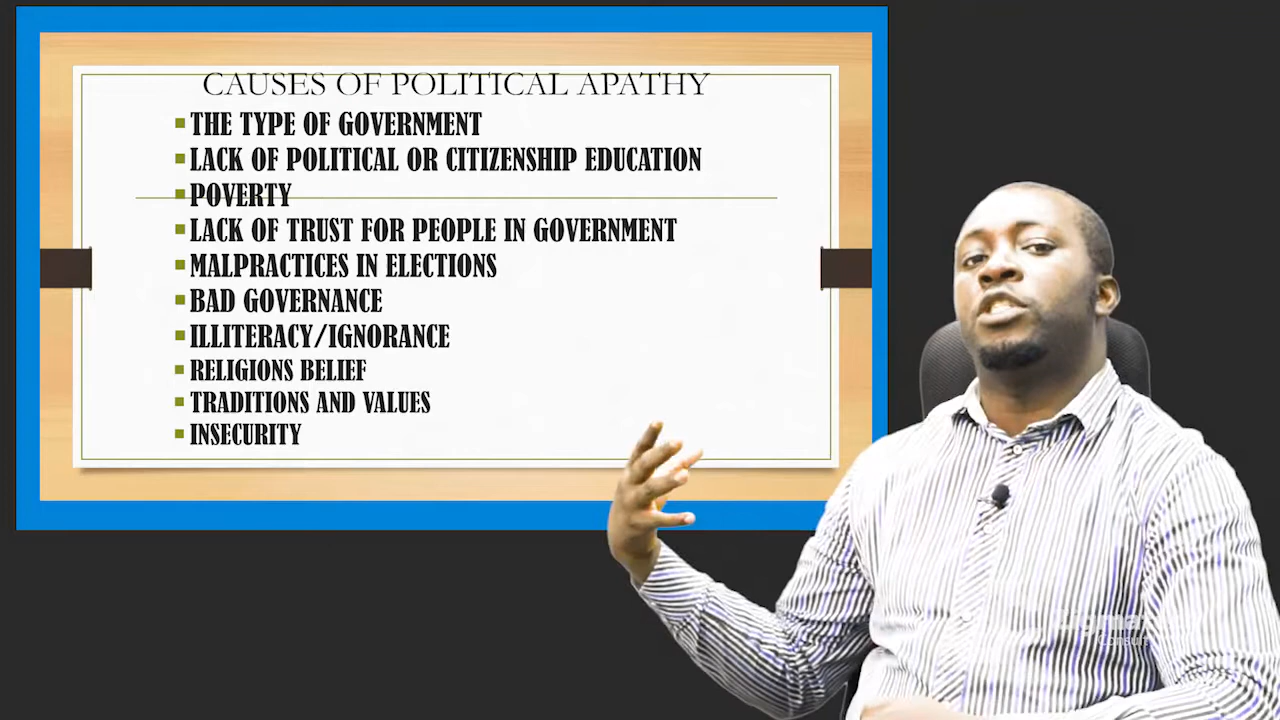 CAUSES OF POLITICAL APATHY
THE TYPE OF GOVERNMENT
LACK OF POLITICAL OR CITIZENSHIP EDUCATION
POVERTY
LACK OF TRUST FOR PEOPLE IN GOVERNMENT
MALPRACTICES IN ELECTIONS
BAD GOVERNANCE
ILLITERACY/IGNORANCE
RELIGIONS BELIEF
TRADITIONS AND VALUES
INSECURITY